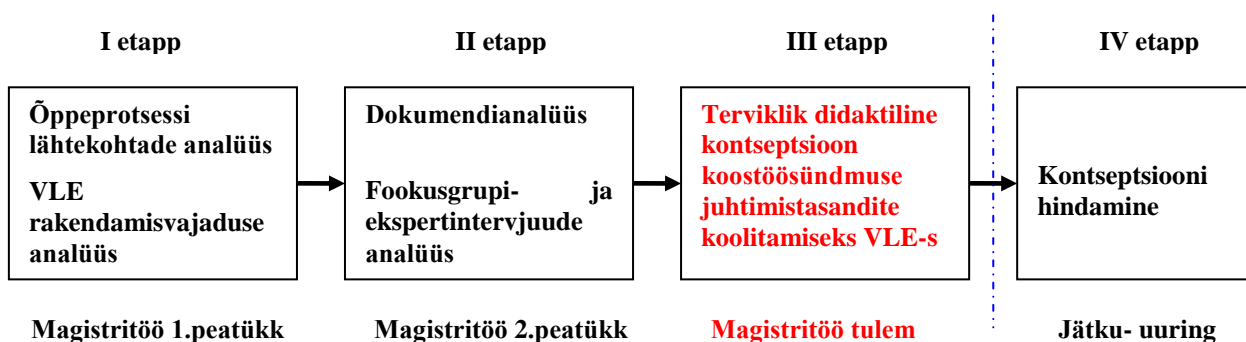 I etapp
II etapp
III etapp
IV etapp
Õppeprotsessi
lähtekohtade analüüs
VLE
rakendamisvajaduse
analüüs
Dokumendianalüüs
Fookusgrupi- ja
ekspertintervjuude
analüüs
Terviklik didaktiline
kontseptsioon
koostöösündmuse
juhtimistasandite
koolitamiseks VLE-s
Kontseptsiooni
hindamine
Magistritöö 1.peatükk
Magistritöö 2.peatükk
Magistritöö tulem
Jätku- uuring